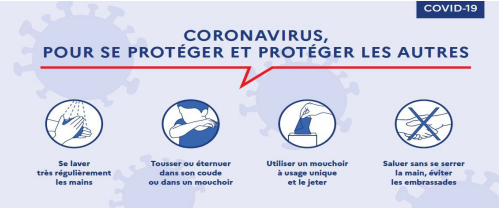 COVID-19
CORONAVIRUS,
POUR SE PROTÉGER ET PROTÉGER LES AUTRES
Se laver
très régulièrement
les mains
Tousser ou éternuer
dans son coude
ou dans un mouchoir
Utiliser un mouchoir
à usage unique
et le jeter
Saluer sans se serrer
la main, éviter
les embrassades